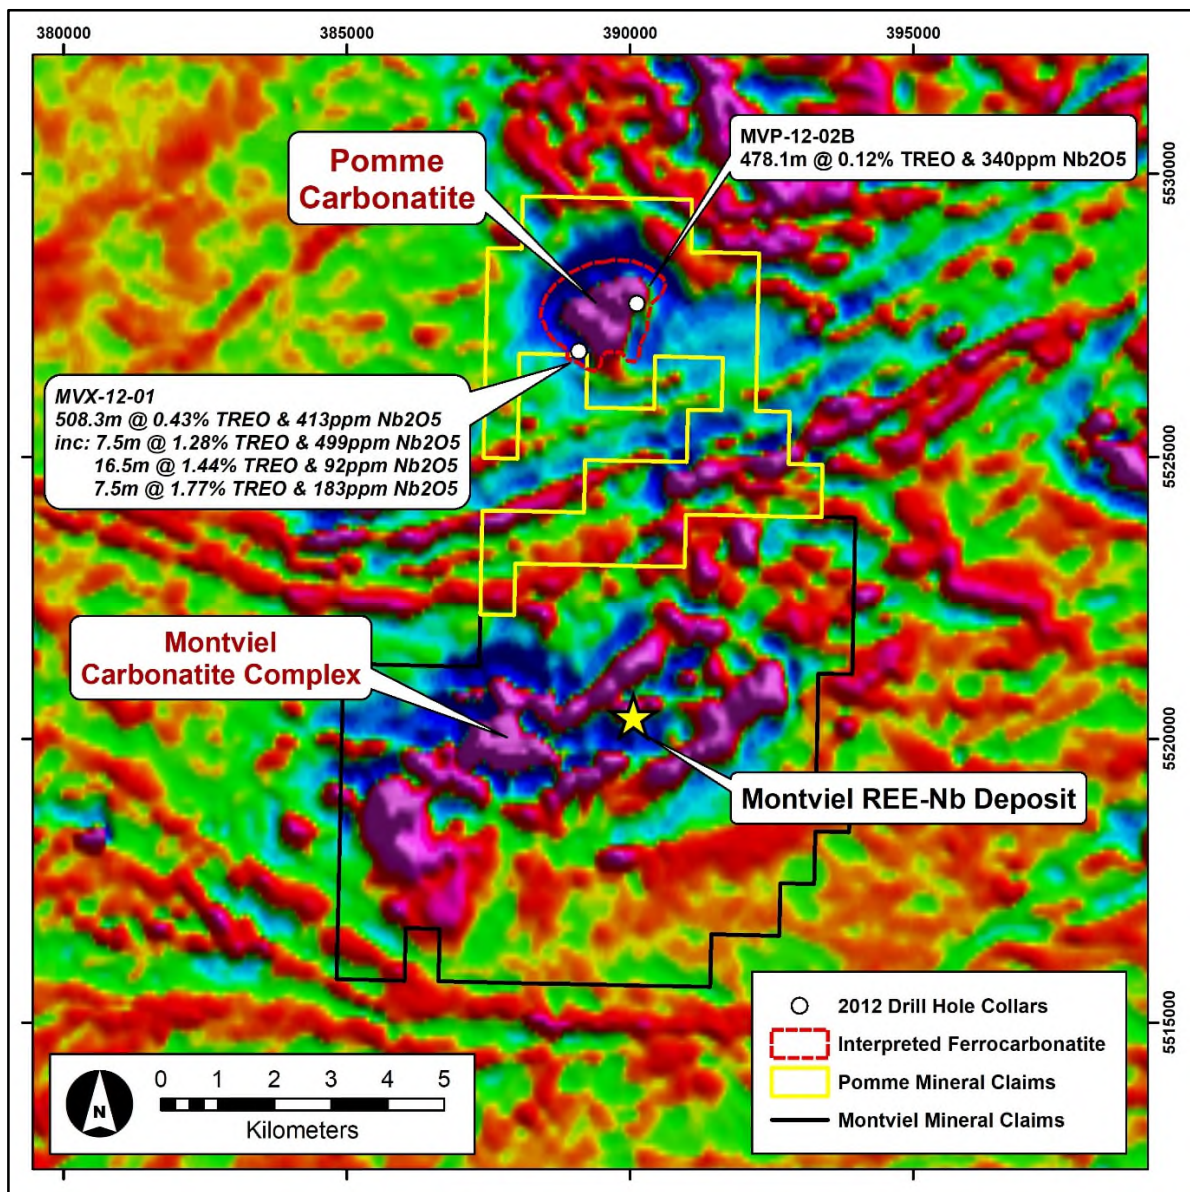 380000
385000
390000
395000
MVP-12-02B
478.1m @ 0.12% TREO & 340ppm Nb2O5
Pomme
Carbonatite
5530000
MVX-12-01
508.3m @ 0.43% TREO & 413ppm Nb2O5
inc: 7.5m @ 1.28% TREO & 499ppm Nb2O5
16.5m @ 1.44% TREO & 92ppm Nb2O5
7.5m @ 1.77% TREO & 183ppm Nb2O5
5525000
Montviel
Carbonatite Complex
5520000
Montviel REE-Nb Deposit
2012 Drill Hole Collars
Interpreted Ferrocarbonatite
Pomme Mineral Claims
Montviel Mineral Claims
5515000
N
0 1 2 3 4 5
Kilometers